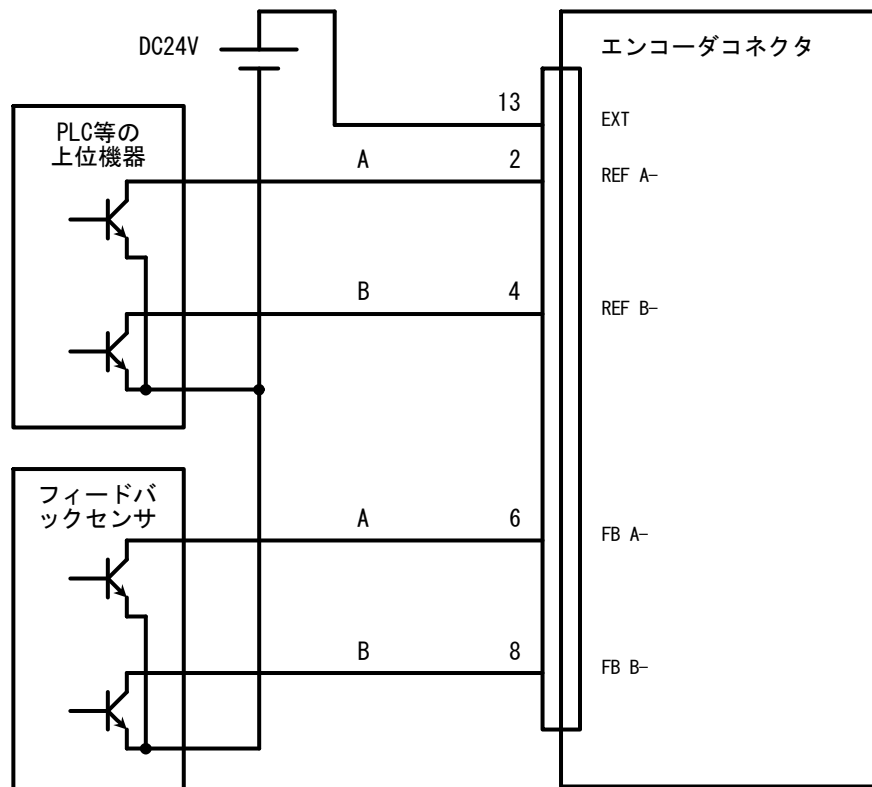 DC24V
エンコーダコネクタ
13
EXT
PLC等の
上位機器
A
2
REF A-
B
4
REF B-
フィードバ
ックセンサ
A
6
FB A-
B
8
FB B-